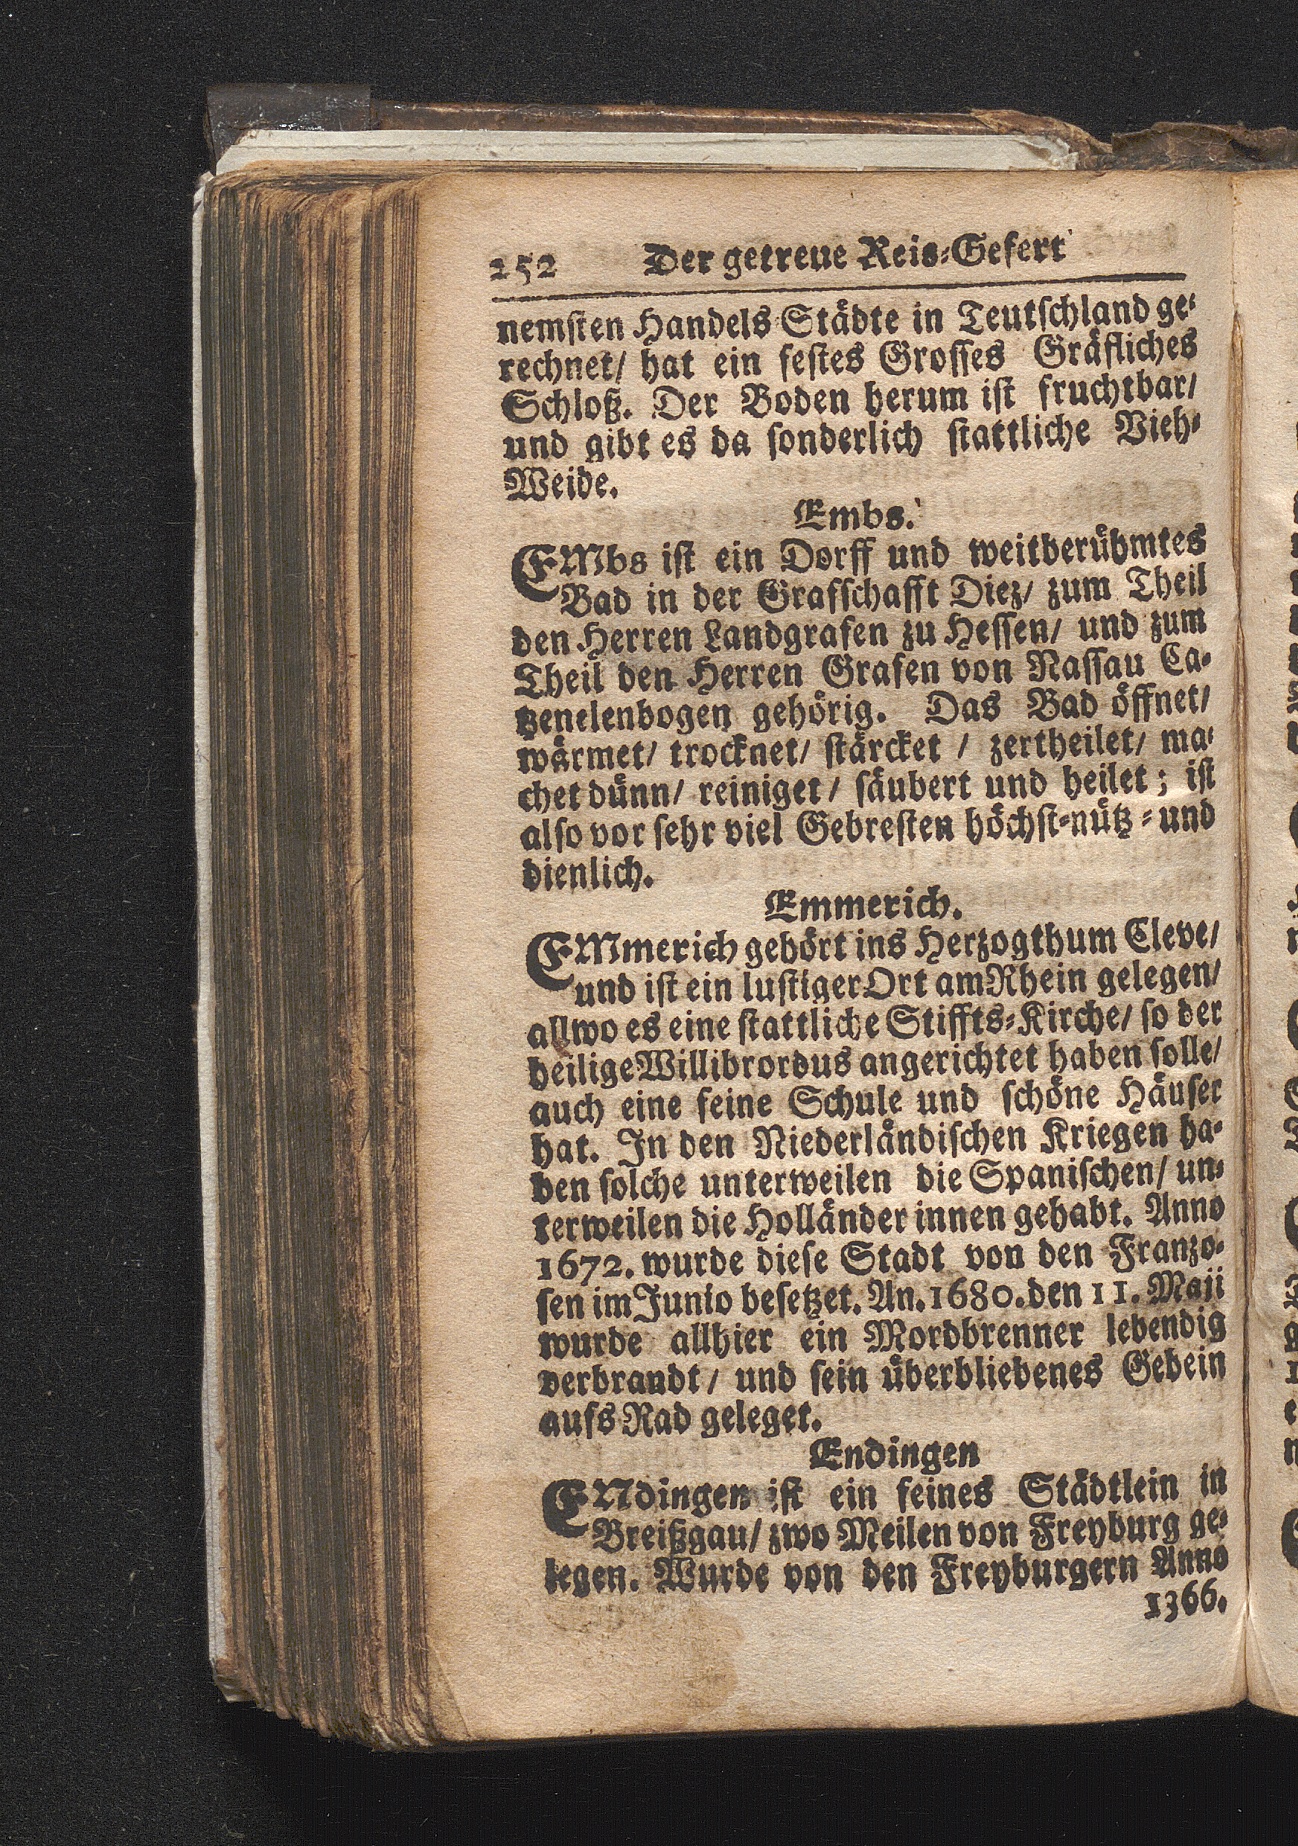 252 Der getreue Reis-Gefert
nemsten Handels Städte in Teutschland ge-
rechnet/ hat ein festes Grosses Gräfliches
Schloß. Der Boden herum ist fruchtbar/
und gibt es da sonderlich stattliche Vieh-
Weide.
Embs.
EMbs ist ein Dorff und weitberühmtes
Bad in der Grafschafft Diez/ zum Theil
den Herren Landgrafen zu Hessen/ und zum
Theil den Herren Grafen von Nassau Ca-
tzenelenbogen gehörig. Das Bad öffnet/
wärmet/ trocknet/ stärcket / zertheilet/ ma-
chet dünn/ reiniget/ säubert und heilet; ist
also vor sehr viel Gebresten höchst-nütz- und
dienlich.
Emmerich.
EMmerich gehört ins Herzogthum Cleve/
und ist ein lustiger Ort am Rhein gelegen/
allwo es eine stattliche Stiffts-Kirche/ so der
heilige Willibrordus angerichtet haben solle/
auch eine feine Schule und schöne Häuser
hat. In den Niederländischen Kriegen ha-
ben solche unterweilen die Spanischen/ un-
terweilen die Holländer innen gehabt. Anno
1672. wurde diese Stadt von den Franzo-
sen im Junio besetzet. An. 1680. den 11. Maji
wurde allhier ein Mordbrenner lebendig
verbrandt/ und sein überbliebenes Gebein
aufs Rad geleget.
Endingen
ENdingen ist ein feines Städtlein in
Breißgau/ zwo Meilen von Freyburg ge-
legen. Wurde von den Freyburgern Anno
1366.